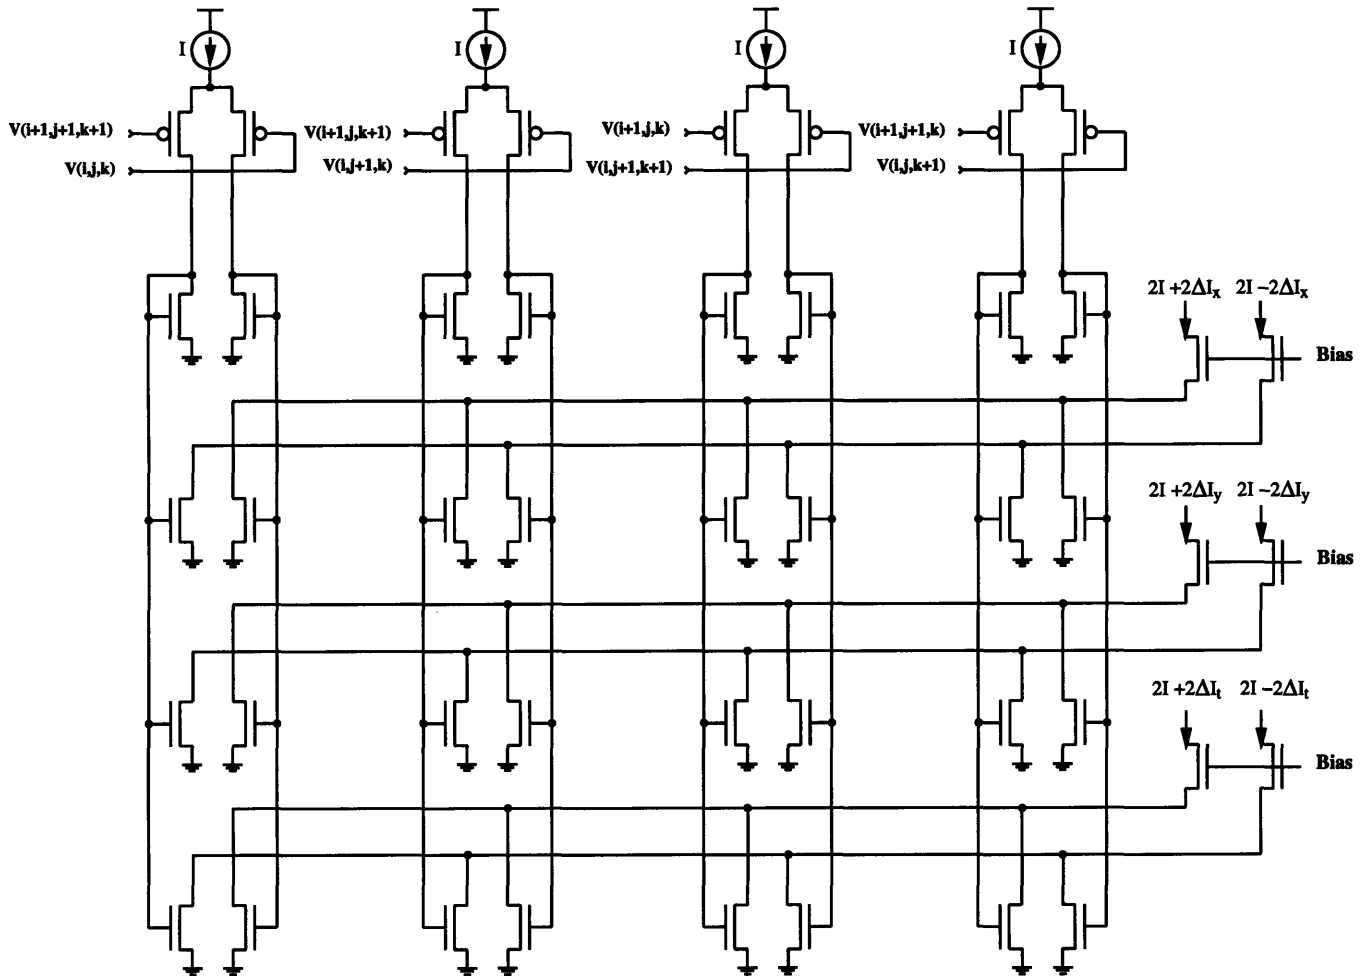 I I I I
V(i+1,j+1,k+1) V(i+1,j,k+1) V(i+1,j,k) V(i+1,j+1,k)
V(i,j,k) V(i,j+1,k) V(i,j+1,k+1) V(i,j,k+1)
2I +2ΔIx 2I −2ΔIx
Bias
2I +2ΔIy 2I −2ΔIy
Bias
2I +2ΔIt 2I −2ΔIt
Bias